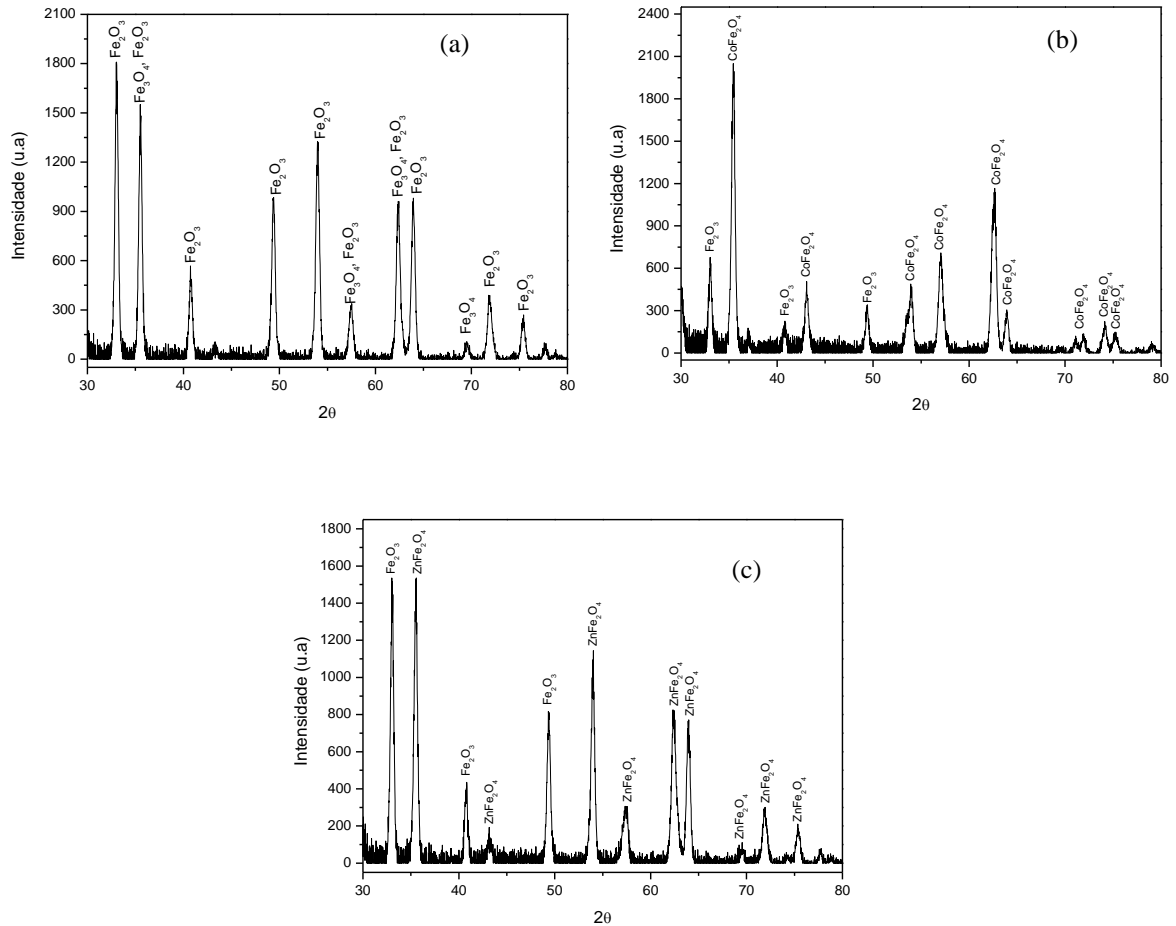 (a)
Intensidade (u.a)
2100
1800
1500
1200
900
600
300
0
Fe₂O₃
Fe₃O₄, Fe₂O₃
Fe₂O₃
Fe₂O₃
Fe₂O₃
Fe₃O₄, Fe₂O₃
Fe₃O₄, Fe₂O₃
Fe₂O₃
Fe₃O₄
Fe₂O₃
Fe₂O₃
30 40 50 60 70 80
2θ
(b)
Intensidade (u.a)
2400
2100
1800
1500
1200
900
600
300
0
Fe₂O₃
CoFe₂O₄
Fe₂O₃
CoFe₂O₄
Fe₂O₃
CoFe₂O₄
CoFe₂O₄
CoFe₂O₄
CoFe₂O₄
CoFe₂O₄
CoFe₂O₄
CoFe₂O₄
30 40 50 60 70 80
2θ
(c)
Intensidade (u.a)
1800
1600
1400
1200
1000
800
600
400
200
0
Fe₂O₃
ZnFe₂O₄
Fe₂O₃
ZnFe₂O₄
Fe₂O₃
ZnFe₂O₄
ZnFe₂O₄
ZnFe₂O₄
ZnFe₂O₄
ZnFe₂O₄
ZnFe₂O₄
ZnFe₂O₄
30 40 50 60 70 80
2θ